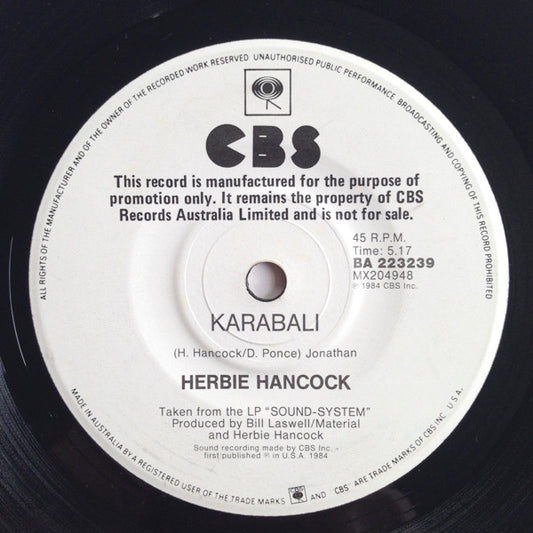 ALL RIGHTS OF THE MANUFACTURER AND OF THE OWNER OF THE RECORDED WORK RESERVED UNAUTHORISED PUBLIC PERFORMANCE, BROADCASTING AND COPYING OF THIS RECORD PROHIBITED
CBS
This record is manufactured for the purpose of
promotion only. It remains the property of CBS
Records Australia Limited and is not for sale.
45 R.P.M.
Time: 5.17
BA 223239
MX204948
℗ 1984 CBS Inc.
KARABALI
(H. Hancock/D. Ponce) Jonathan
HERBIE HANCOCK
Taken from the LP "SOUND-SYSTEM"
Produced by Bill Laswell/Material
and Herbie Hancock
Sound recording made by CBS Inc. -
first published ℗ in U.S.A. 1984
MADE IN AUSTRALIA BY A REGISTERED USER OF THE TRADE MARKS CBS AND CBS ARE TRADE MARKS OF CBS INC. U.S.A.